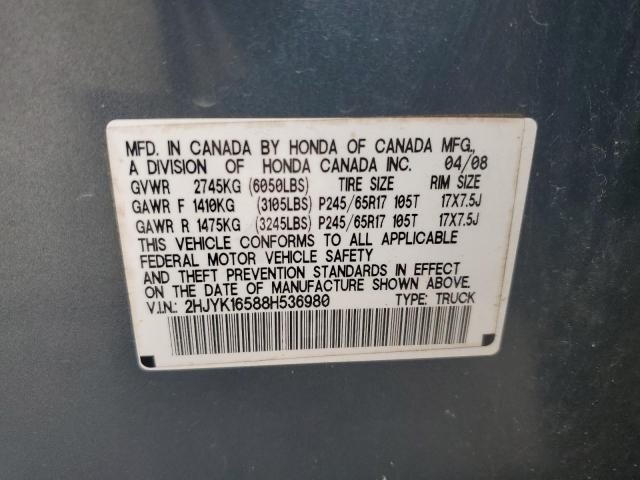 MFD. IN CANADA BY HONDA OF CANADA MFG.,
A DIVISION OF HONDA CANADA INC. 04/08
GVWR 2745KG (6050LBS) TIRE SIZE RIM SIZE
GAWR F 1410KG (3105LBS) P245/65R17 105T 17X7.5J
GAWR R 1475KG (3245LBS) P245/65R17 105T 17X7.5J
THIS VEHICLE CONFORMS TO ALL APPLICABLE
FEDERAL MOTOR VEHICLE SAFETY
AND THEFT PREVENTION STANDARDS IN EFFECT
ON THE DATE OF MANUFACTURE SHOWN ABOVE.
V.I.N.: 2HJYK16588H536980 TYPE: TRUCK